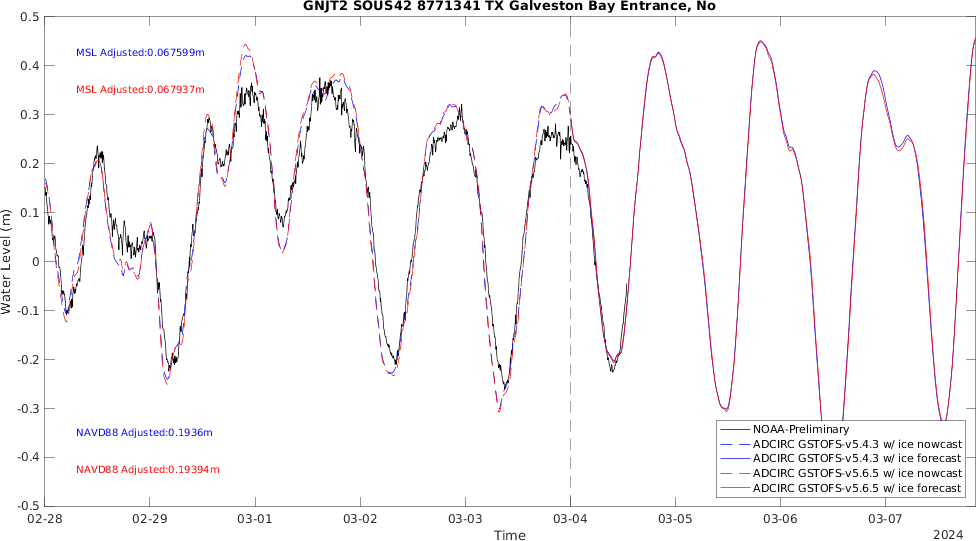 GNJT2 SOUS42 8771341 TX Galveston Bay Entrance, No
0.5
0.4
0.3
0.2
0.1
0
-0.1
-0.2
-0.3
-0.4
-0.5
Water Level (m)
MSL Adjusted:0.067599m
MSL Adjusted:0.067937m
NAVD88 Adjusted:0.1936m
NAVD88 Adjusted:0.19394m
NOAA-Preliminary
ADCIRC GSTOFS-v5.4.3 w/ ice nowcast
ADCIRC GSTOFS-v5.4.3 w/ ice forecast
ADCIRC GSTOFS-v5.6.5 w/ ice nowcast
ADCIRC GSTOFS-v5.6.5 w/ ice forecast
02-28 02-29 03-01 03-02 03-03 03-04 03-05 03-06 03-07
Time
2024